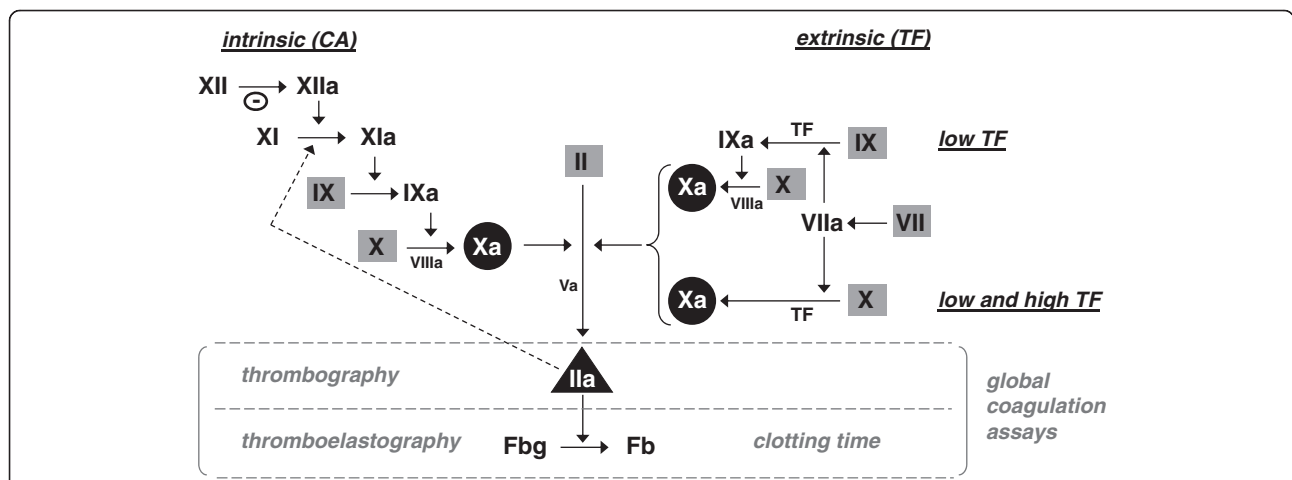 intrinsic (CA)
extrinsic (TF)
XII
XIIa
-
XI
XIa
IX
IXa
X
VIIIa
Xa
II
Va
IXa
TF
IX
low TF
Xa
VIIIa
X
VIIa
VII
Xa
TF
X
low and high TF
thrombography
IIa
global
coagulation
assays
thromboelastography
Fbg
Fb
clotting time